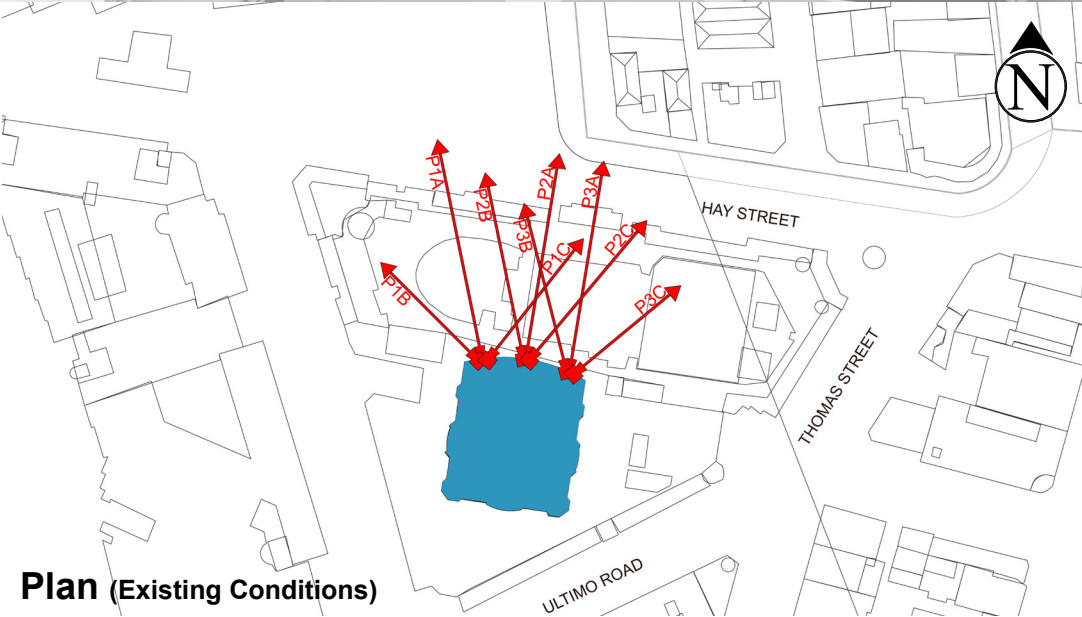 N
P1A
P2B
P2A
P3A
P3B
P1C
P2C
P1B
P3C
HAY STREET
THOMAS STREET
ULTIMO ROAD
Plan (Existing Conditions)